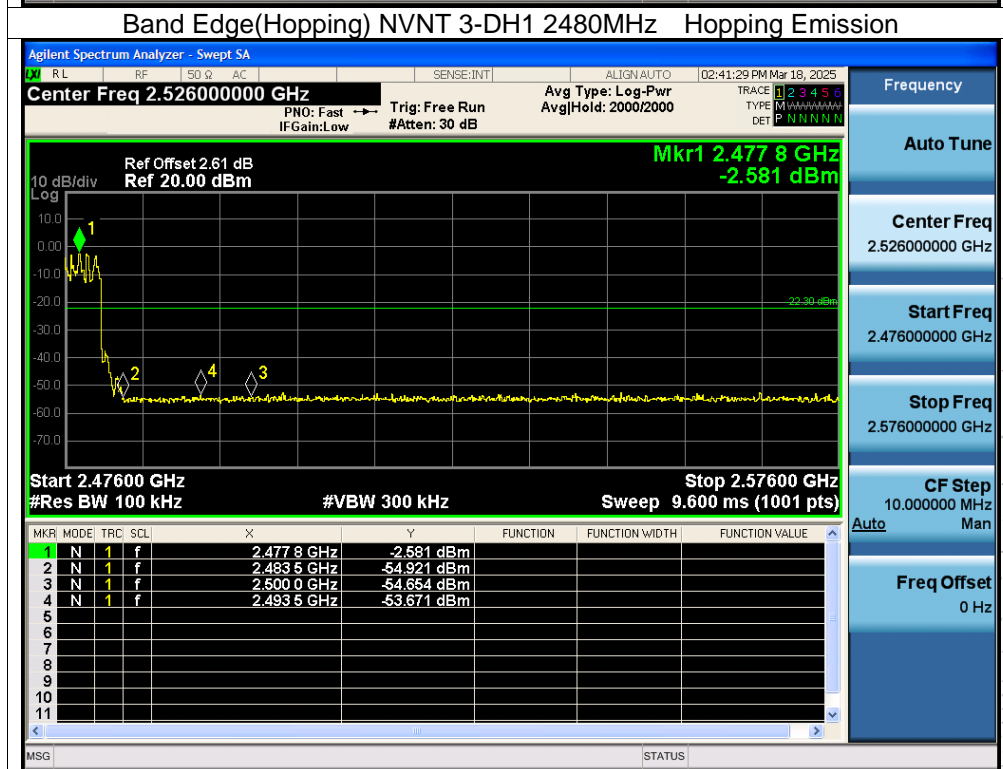 Band Edge(Hopping) NVNT 3-DH1 2480MHz Hopping Emission
Agilent Spectrum Analyzer - Swept SA
LXI RL RF 50 Ω AC SENSE:INT ALIGNAUTO 02:41:29 PM Mar 18, 2025
Center Freq 2.526000000 GHz
PNO: Fast
IFGain:Low
Trig: Free Run
#Atten: 30 dB
Avg Type: Log-Pwr
Avg|Hold: 2000/2000
TRACE 1 2 3 4 5 6
TYPE M
DET P N N N N N
Mkr1 2.477 8 GHz
-2.581 dBm
Ref Offset 2.61 dB
10 dB/div Ref 20.00 dBm
Log
10.0
0.00
-10.0
-20.0
-30.0
-40.0
-50.0
-60.0
-70.0
-22.30 dBm
1
2
4
3
Start 2.47600 GHz Stop 2.57600 GHz
#Res BW 100 kHz #VBW 300 kHz Sweep 9.600 ms (1001 pts)
MKR MODE TRC SCL X Y FUNCTION FUNCTION WIDTH FUNCTION VALUE
1 N 1 f 2.477 8 GHz -2.581 dBm
2 N 1 f 2.483 5 GHz -54.921 dBm
3 N 1 f 2.500 0 GHz -54.654 dBm
4 N 1 f 2.493 5 GHz -53.671 dBm
5
6
7
8
9
10
11
MSG STATUS
Frequency
Auto Tune
Center Freq
2.526000000 GHz
Start Freq
2.476000000 GHz
Stop Freq
2.576000000 GHz
CF Step
10.000000 MHz
Auto Man
Freq Offset
0 Hz